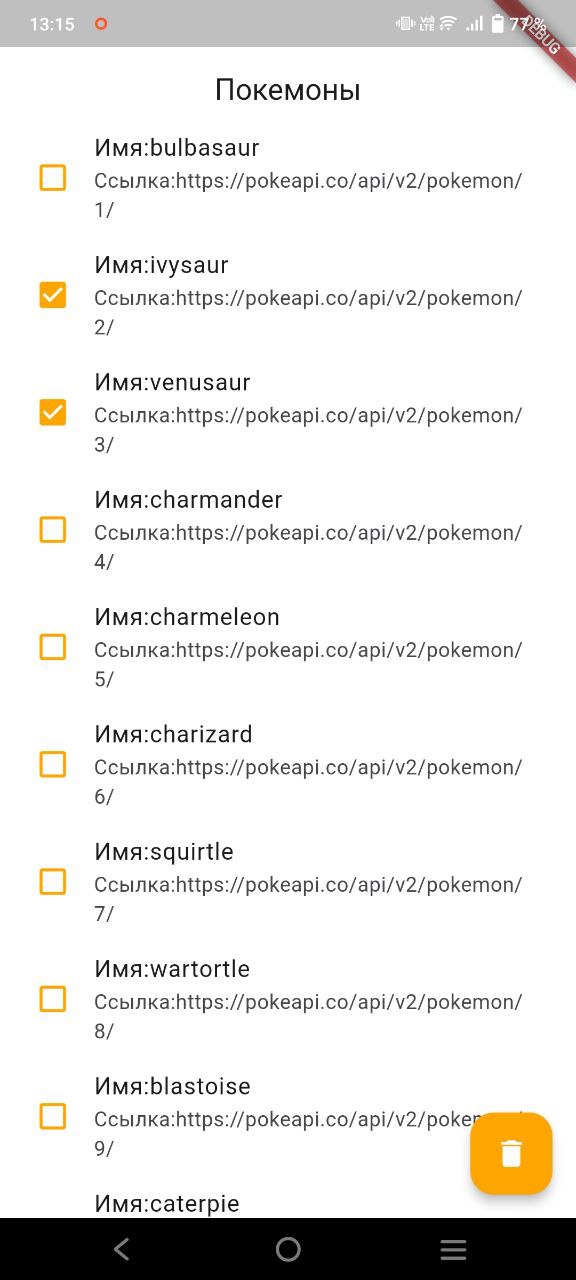 13:15 Voli LTE 77% DEBUG
Покемоны
Имя:bulbasaur
Ссылка:https://pokeapi.co/api/v2/pokemon/
1/
Имя:ivysaur
Ссылка:https://pokeapi.co/api/v2/pokemon/
2/
Имя:venusaur
Ссылка:https://pokeapi.co/api/v2/pokemon/
3/
Имя:charmander
Ссылка:https://pokeapi.co/api/v2/pokemon/
4/
Имя:charmeleon
Ссылка:https://pokeapi.co/api/v2/pokemon/
5/
Имя:charizard
Ссылка:https://pokeapi.co/api/v2/pokemon/
6/
Имя:squirtle
Ссылка:https://pokeapi.co/api/v2/pokemon/
7/
Имя:wartortle
Ссылка:https://pokeapi.co/api/v2/pokemon/
8/
Имя:blastoise
Ссылка:https://pokeapi.co/api/v2/poke
9/
Имя:caterpie